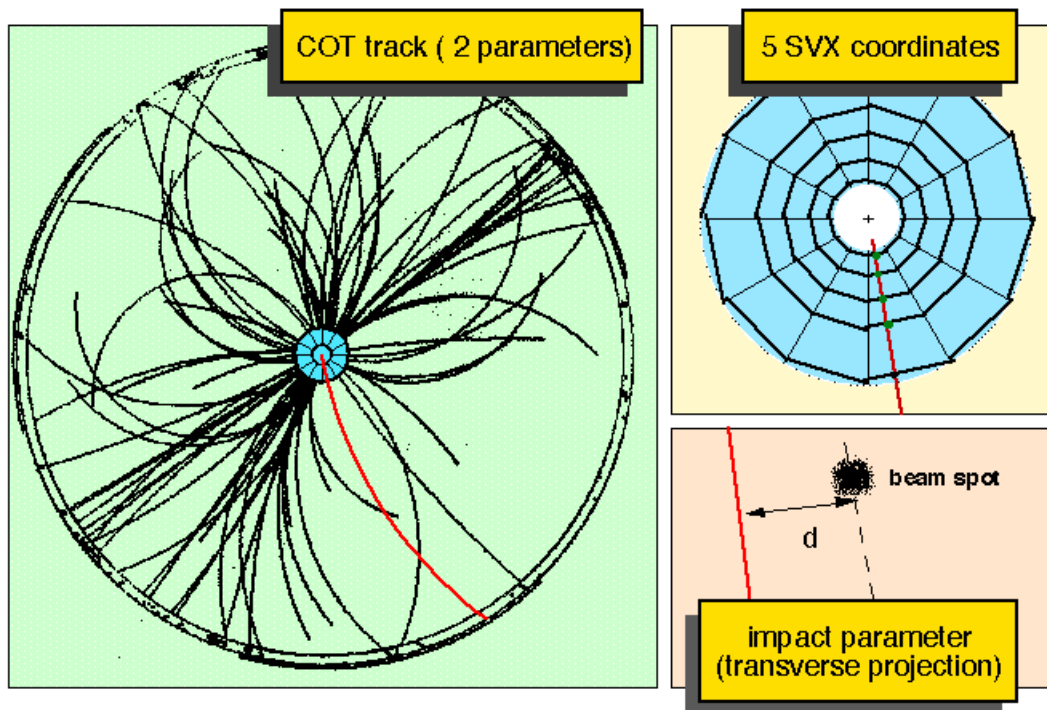 COT track ( 2 parameters)
5 SVX coordinates
beam spot
d
impact parameter
(transverse projection)